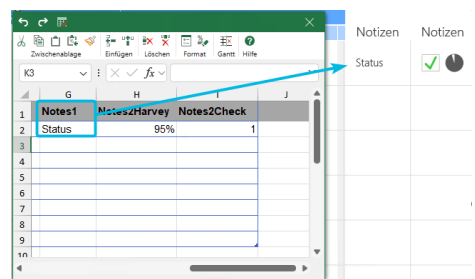 Zwischenablage Einfügen Löschen Format Gantt Hilfe
K3 fx
G H I J
1 Notes1 Notes2Harvey Notes2Check
2 Status 95% 1
3
4
5
6
7
8
9
10
Notizen Notizen
Status